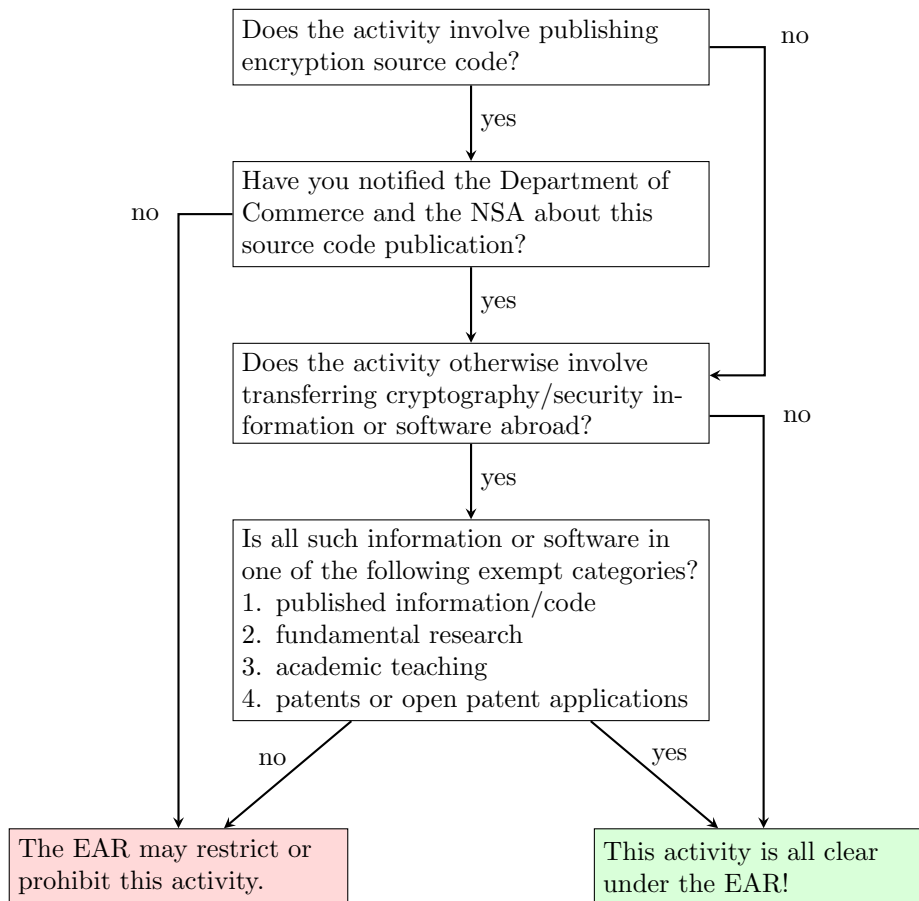 Does the activity involve publishing
encryption source code?
no
yes
Have you notified the Department of
Commerce and the NSA about this
source code publication?
no
yes
Does the activity otherwise involve
transferring cryptography/security in-
formation or software abroad?
no
yes
Is all such information or software in
one of the following exempt categories?
1. published information/code
2. fundamental research
3. academic teaching
4. patents or open patent applications
no
yes
The EAR may restrict or
prohibit this activity.
This activity is all clear
under the EAR!